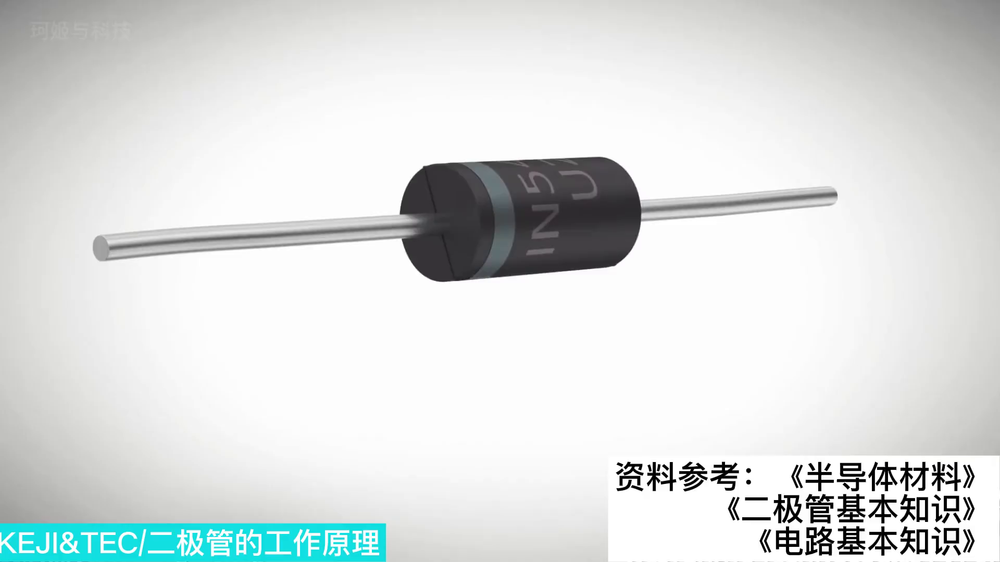 珂姬与科技
IN5
U
资料参考：《半导体材料》
《二极管基本知识》
《电路基本知识》
KEJI&TEC/二极管的工作原理